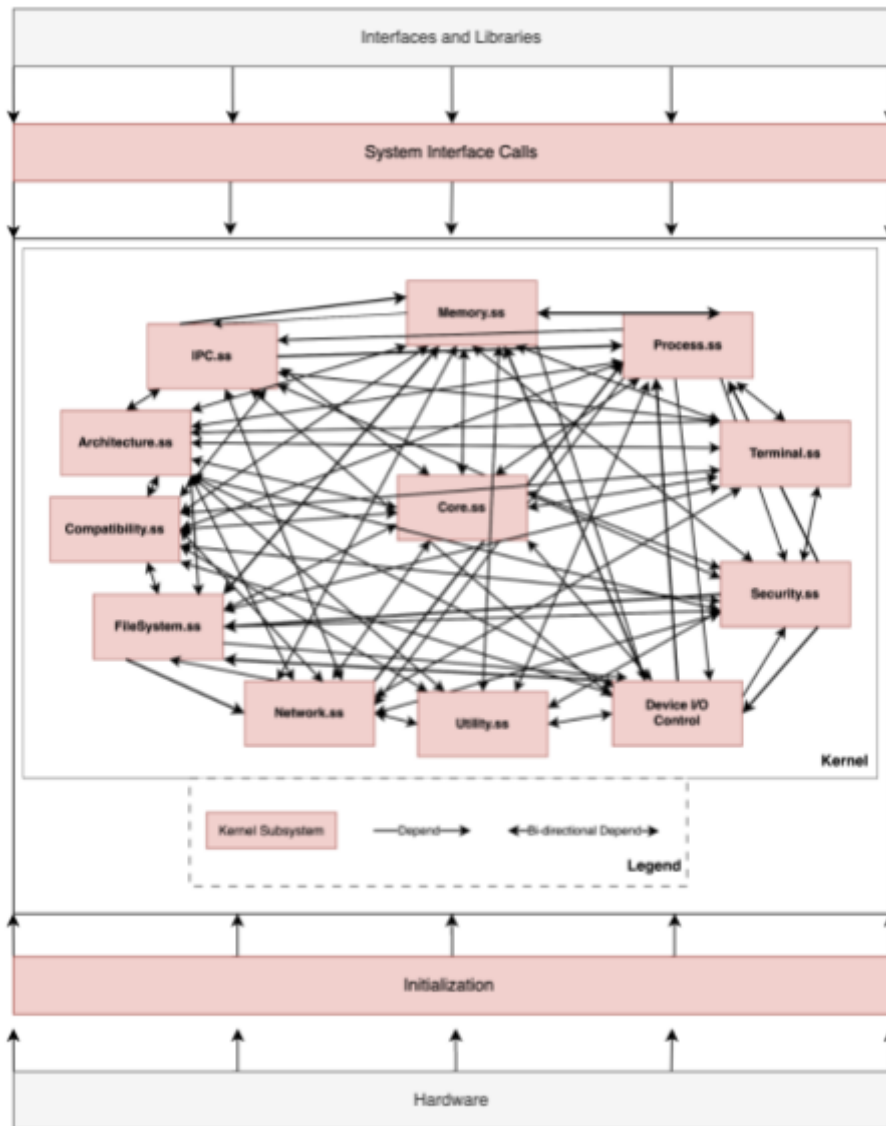 Interfaces and Libraries
System Interface Calls
Memory.ss
Process.ss
IPC.ss
Architecture.ss
Terminal.ss
Core.ss
Compatibility.ss
Security.ss
FileSystem.ss
Network.ss
Utility.ss
Device I/O
Control
Kernel
Kernel Subsystem
Depend
Bi-directional Depend
Legend
Initialization
Hardware